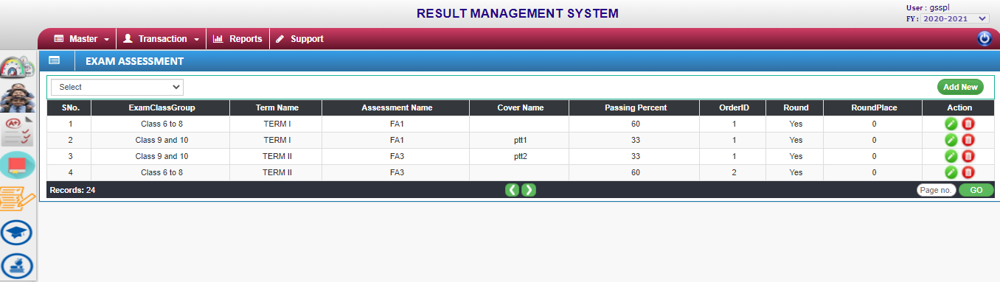 RESULT MANAGEMENT SYSTEM
User : gsspl
FY : 2020-2021
Master Transaction Reports Support
EXAM ASSESSMENT
Select Add New
SNo. ExamClassGroup Term Name Assessment Name Cover Name Passing Percent OrderID Round RoundPlace Action
1 Class 6 to 8 TERM I FA1 60 1 Yes 0
2 Class 9 and 10 TERM I FA1 ptt1 33 1 Yes 0
3 Class 9 and 10 TERM II FA3 ptt2 33 1 Yes 0
4 Class 6 to 8 TERM II FA3 60 2 Yes 0
Records: 24 Page no. GO
A+